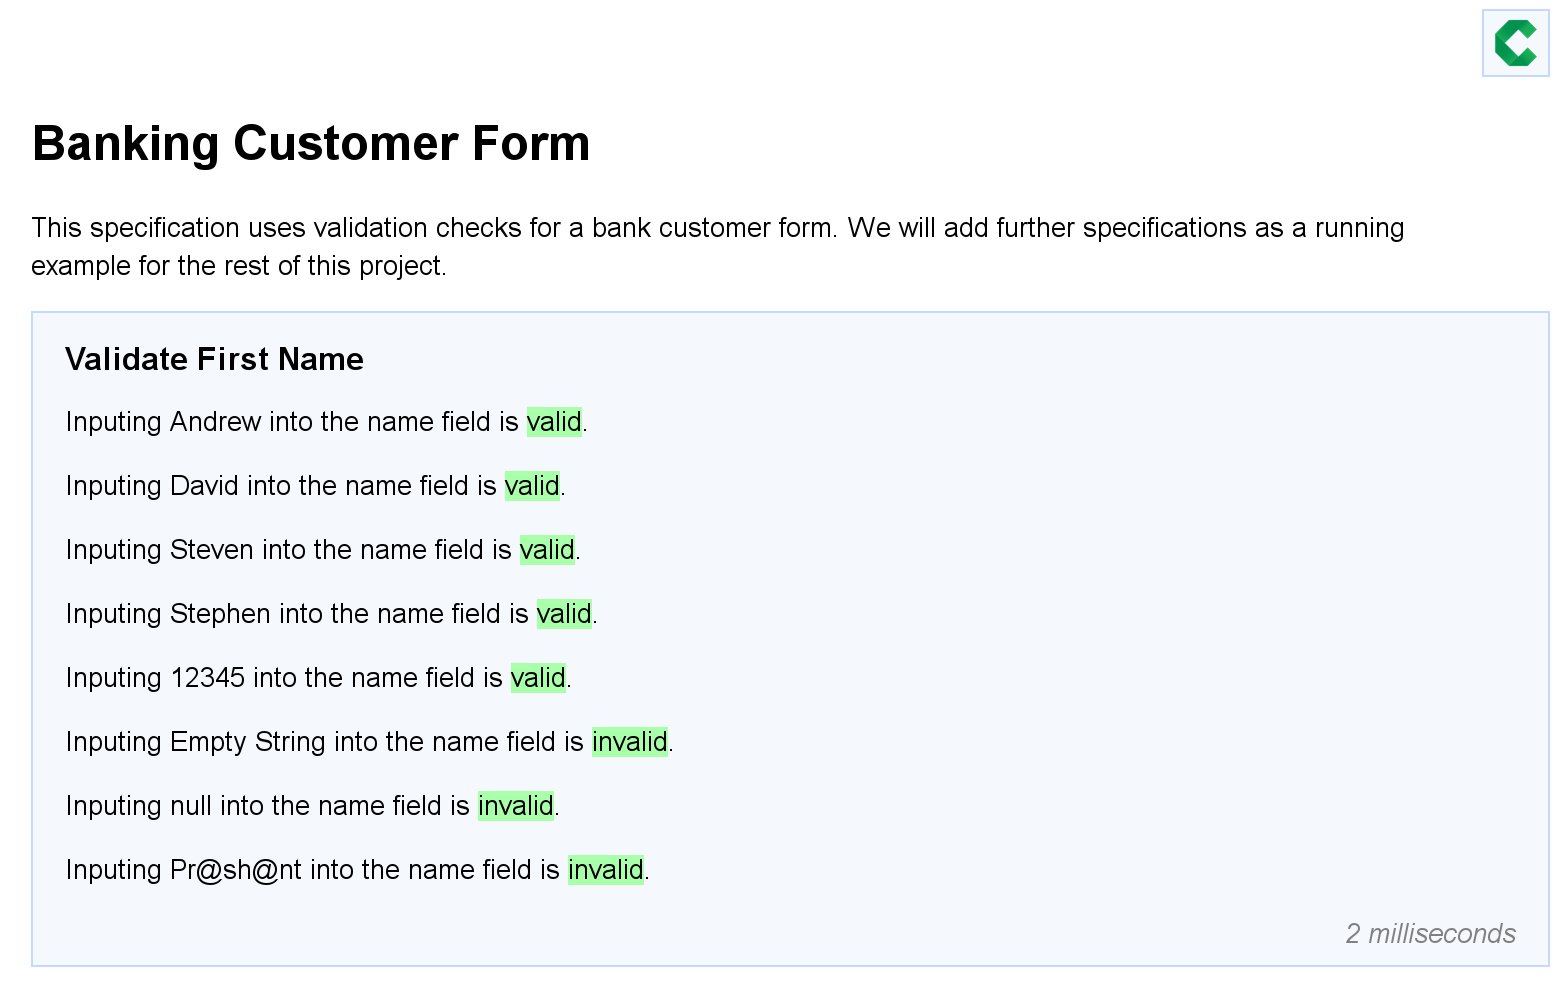 Banking Customer Form
This specification uses validation checks for a bank customer form. We will add further specifications as a running
example for the rest of this project.
Validate First Name
Inputing Andrew into the name field is valid.
Inputing David into the name field is valid.
Inputing Steven into the name field is valid.
Inputing Stephen into the name field is valid.
Inputing 12345 into the name field is valid.
Inputing Empty String into the name field is invalid.
Inputing null into the name field is invalid.
Inputing Pr@sh@nt into the name field is invalid.
2 milliseconds